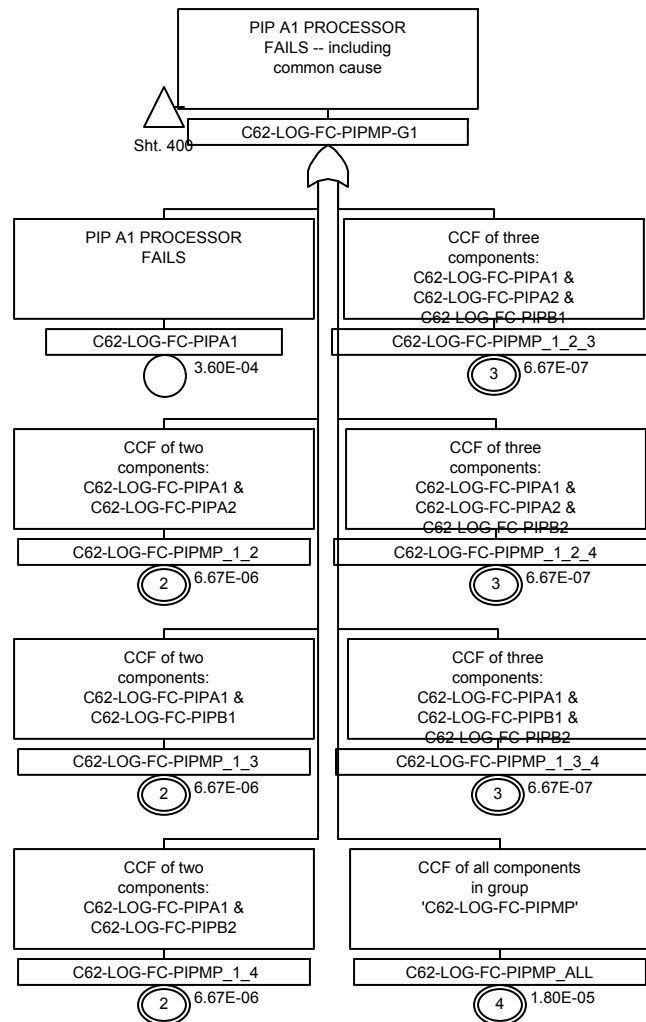 PIP A1 PROCESSOR
FAILS -- including
common cause
Sht. 400
C62-LOG-FC-PIPMP-G1
PIP A1 PROCESSOR
FAILS
C62-LOG-FC-PIPA1
3.60E-04
CCF of three
components:
C62-LOG-FC-PIPA1 &
C62-LOG-FC-PIPA2 &
C62-LOG-FC-PIPB1
C62-LOG-FC-PIPMP_1_2_3
3
6.67E-07
CCF of two
components:
C62-LOG-FC-PIPA1 &
C62-LOG-FC-PIPA2
C62-LOG-FC-PIPMP_1_2
2
6.67E-06
CCF of three
components:
C62-LOG-FC-PIPA1 &
C62-LOG-FC-PIPA2 &
C62-LOG-FC-PIPB2
C62-LOG-FC-PIPMP_1_2_4
3
6.67E-07
CCF of two
components:
C62-LOG-FC-PIPA1 &
C62-LOG-FC-PIPB1
C62-LOG-FC-PIPMP_1_3
2
6.67E-06
CCF of three
components:
C62-LOG-FC-PIPA1 &
C62-LOG-FC-PIPB1 &
C62-LOG-FC-PIPB2
C62-LOG-FC-PIPMP_1_3_4
3
6.67E-07
CCF of two
components:
C62-LOG-FC-PIPA1 &
C62-LOG-FC-PIPB2
C62-LOG-FC-PIPMP_1_4
2
6.67E-06
CCF of all components
in group
'C62-LOG-FC-PIPMP'
C62-LOG-FC-PIPMP_ALL
4
1.80E-05